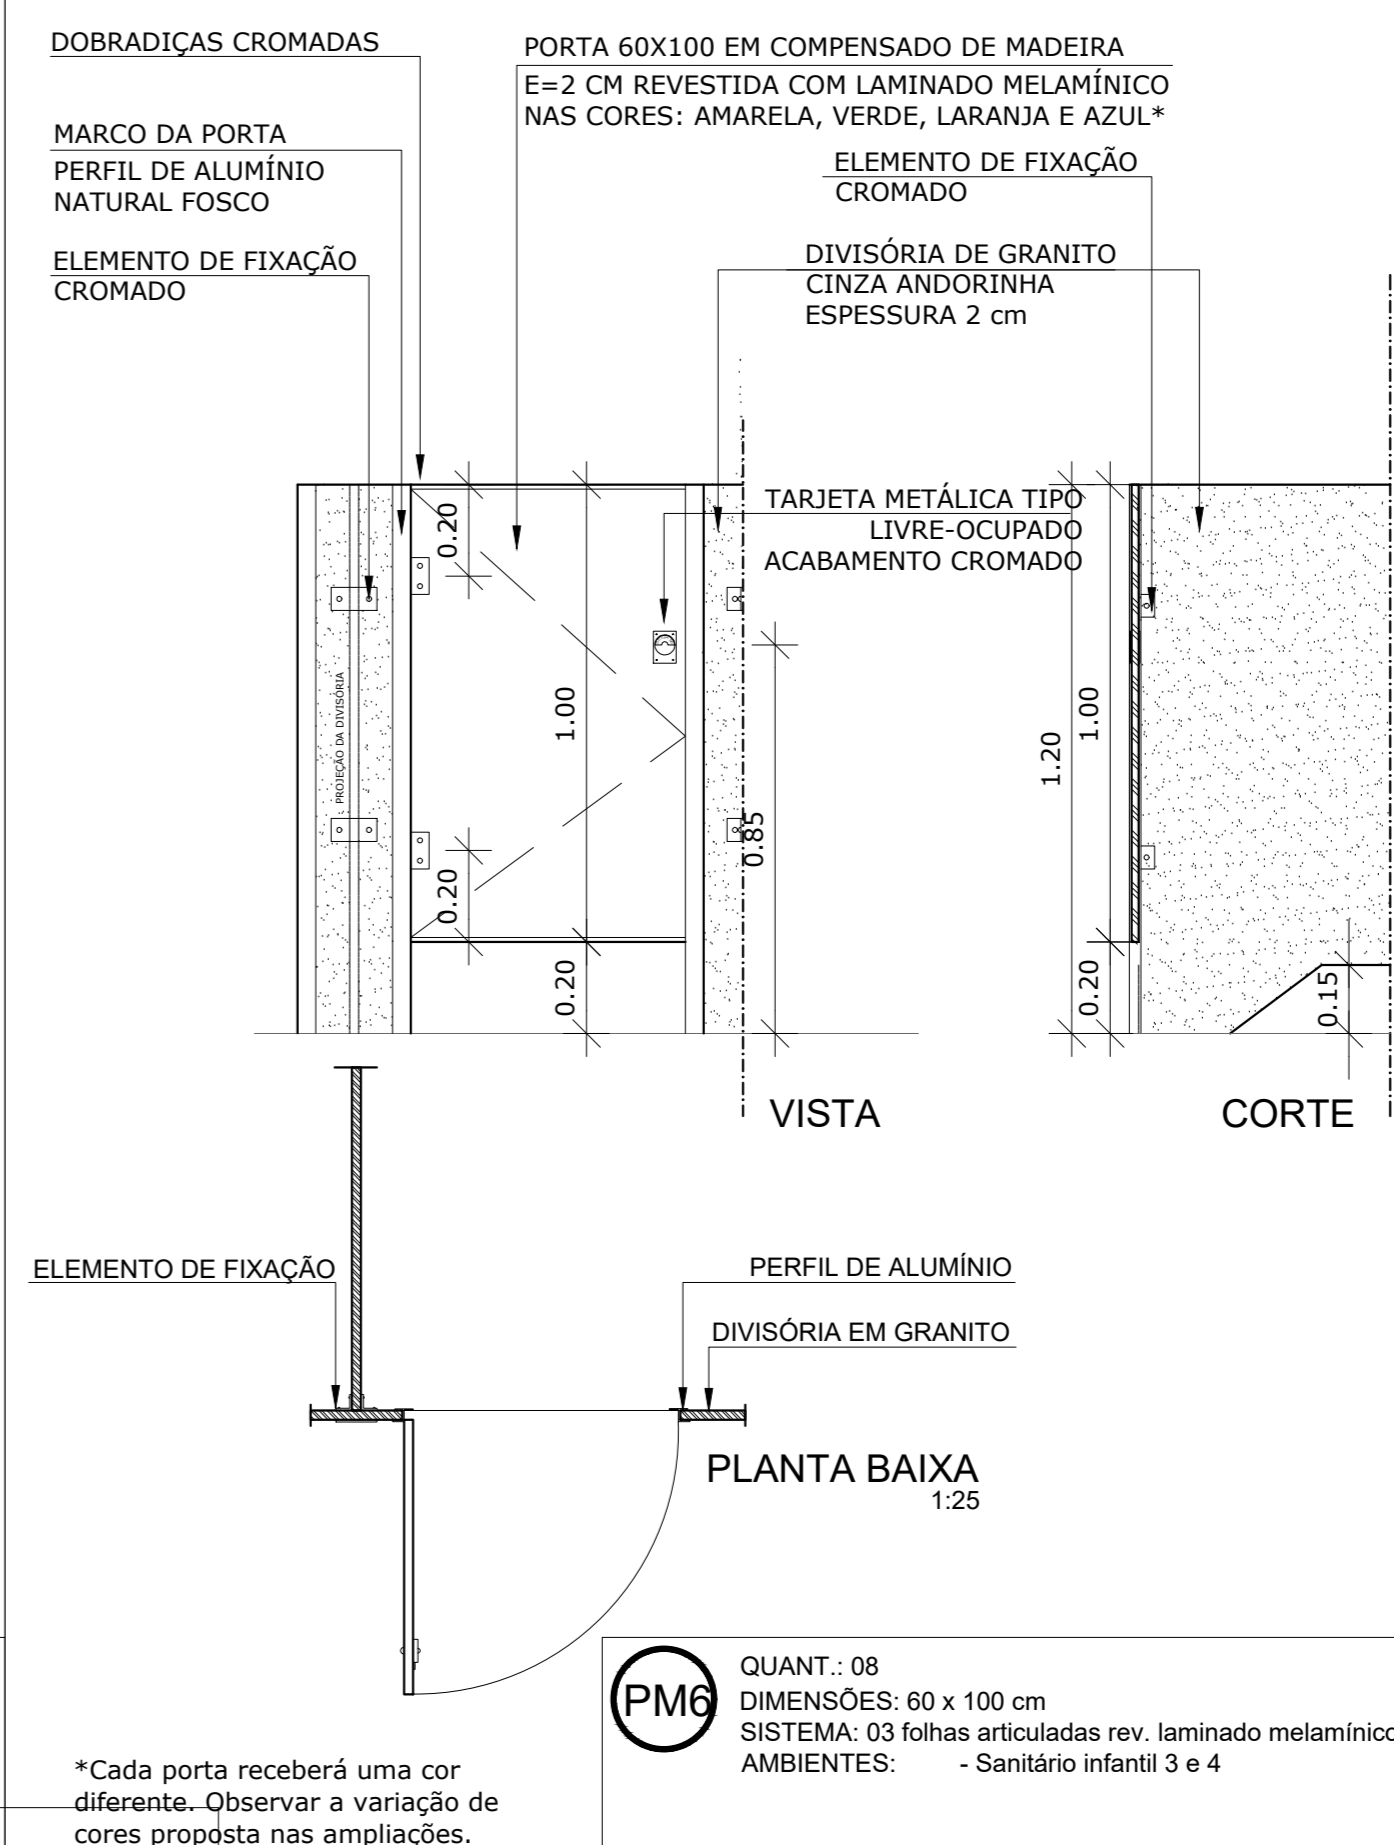 DOBRADIÇAS CROMADAS
PORTA 60X100 EM COMPENSADO DE MADEIRA
E=2 CM REVESTIDA COM LAMINADO MELAMÍNICO
NAS CORES: AMARELA, VERDE, LARANJA E AZUL*
MARCO DA PORTA
PERFIL DE ALUMÍNIO
NATURAL FOSCO
ELEMENTO DE FIXAÇÃO
CROMADO
ELEMENTO DE FIXAÇÃO
CROMADO
DIVISÓRIA DE GRANITO
CINZA ANDORINHA
ESPESSURA 2 cm
TARJETA METÁLICA TIPO
LIVRE-OCUPADO
ACABAMENTO CROMADO
0.20
1.00
PROJEÇÃO DA DIVISÓRIA
0.85
0.20
0.20
1.20
1.00
0.20
0.15
VISTA
CORTE
ELEMENTO DE FIXAÇÃO
PERFIL DE ALUMÍNIO
DIVISÓRIA EM GRANITO
PLANTA BAIXA
1:25
PM6
QUANT.: 08
DIMENSÕES: 60 x 100 cm
SISTEMA: 03 folhas articuladas rev. laminado melamínico
AMBIENTES: - Sanitário infantil 3 e 4
*Cada porta receberá uma cor
diferente. Observar a variação de
cores proposta nas ampliações.